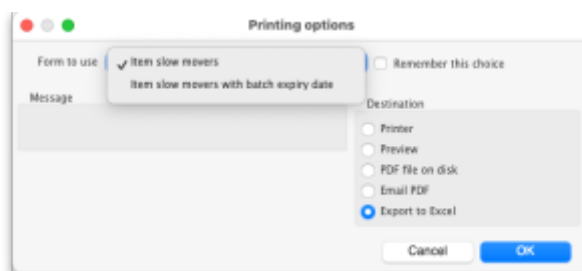 Printing options
Form to use
✓ Item slow movers
Item slow movers with batch expiry date
Remember this choice
Message
Destination
Printer
Preview
PDF file on disk
Email PDF
Export to Excel
Cancel
OK